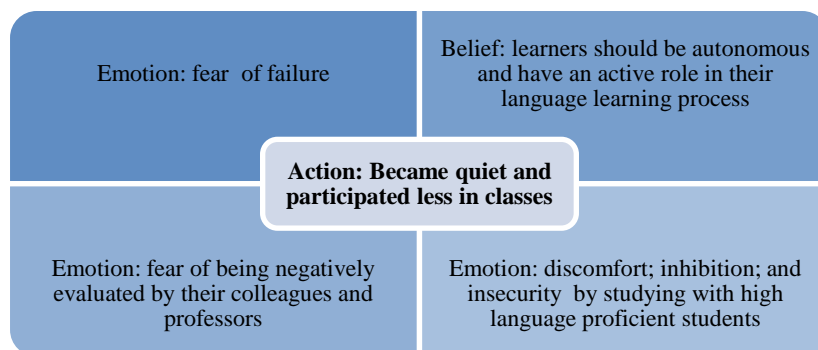 Emotion: fear of failure
Belief: learners should be autonomous
and have an active role in their
language learning process
Action: Became quiet and
participated less in classes
Emotion: fear of being negatively
evaluated by their colleagues and
professors
Emotion: discomfort; inhibition; and
insecurity by studying with high
language proficient students